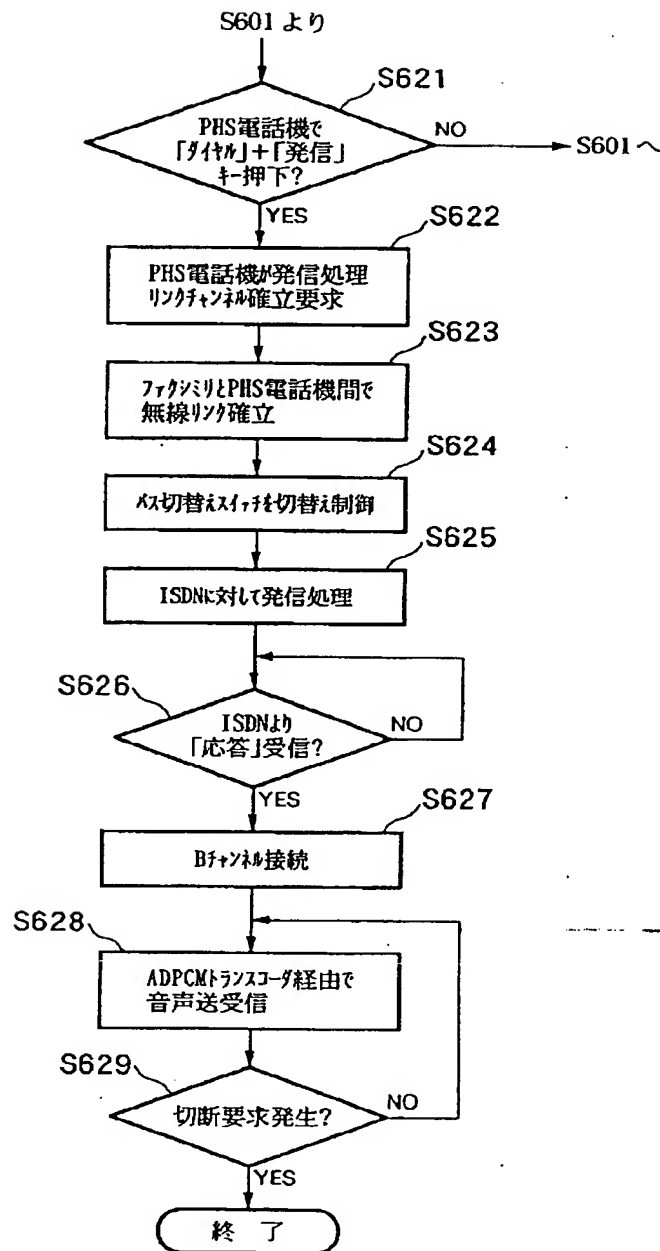 S601より
S621
PHS電話機で
「ダイヤル」+「発信」
キー押下?
NO
S601へ
YES
S622
PHS電話機が発信処理
リンクチャンネル確立要求
S623
ファクシミリとPHS電話機間で
無線リンク確立
S624
パス切替えスイッチを切替え制御
S625
ISDNに対して発信処理
S626
ISDNより
「応答」受信?
NO
YES
S627
Bチャンネル接続
S628
ADPCMトランスコーダ経由で
音声送受信
S629
切断要求発生?
NO
YES
終了